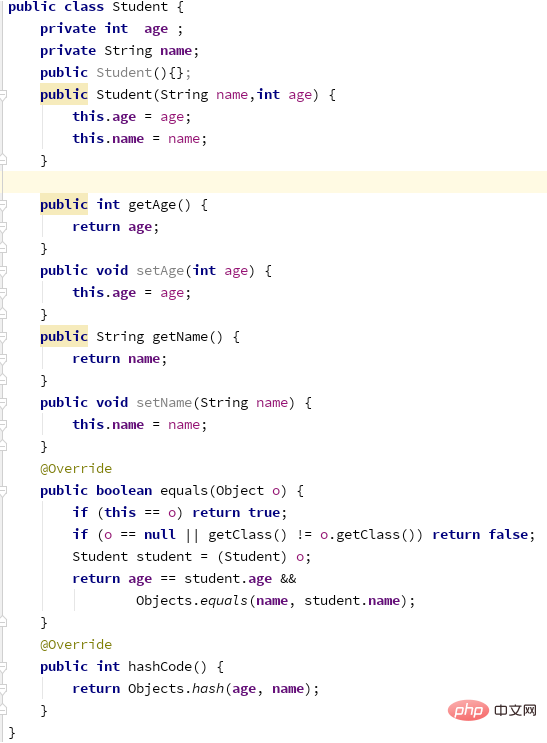 public class Student {
    private int  age ;
    private String name;
    public Student(){};
    public Student(String name,int age) {
        this.age = age;
        this.name = name;
    }
    public int getAge() {
        return age;
    }
    public void setAge(int age) {
        this.age = age;
    }
    public String getName() {
        return name;
    }
    public void setName(String name) {
        this.name = name;
    }
    @Override
    public boolean equals(Object o) {
        if (this == o) return true;
        if (o == null || getClass() != o.getClass()) return false;
        Student student = (Student) o;
        return age == student.age &&
                Objects.equals(name, student.name);
    }
    @Override
    public int hashCode() {
        return Objects.hash(age, name);
    }
}
php 中文网